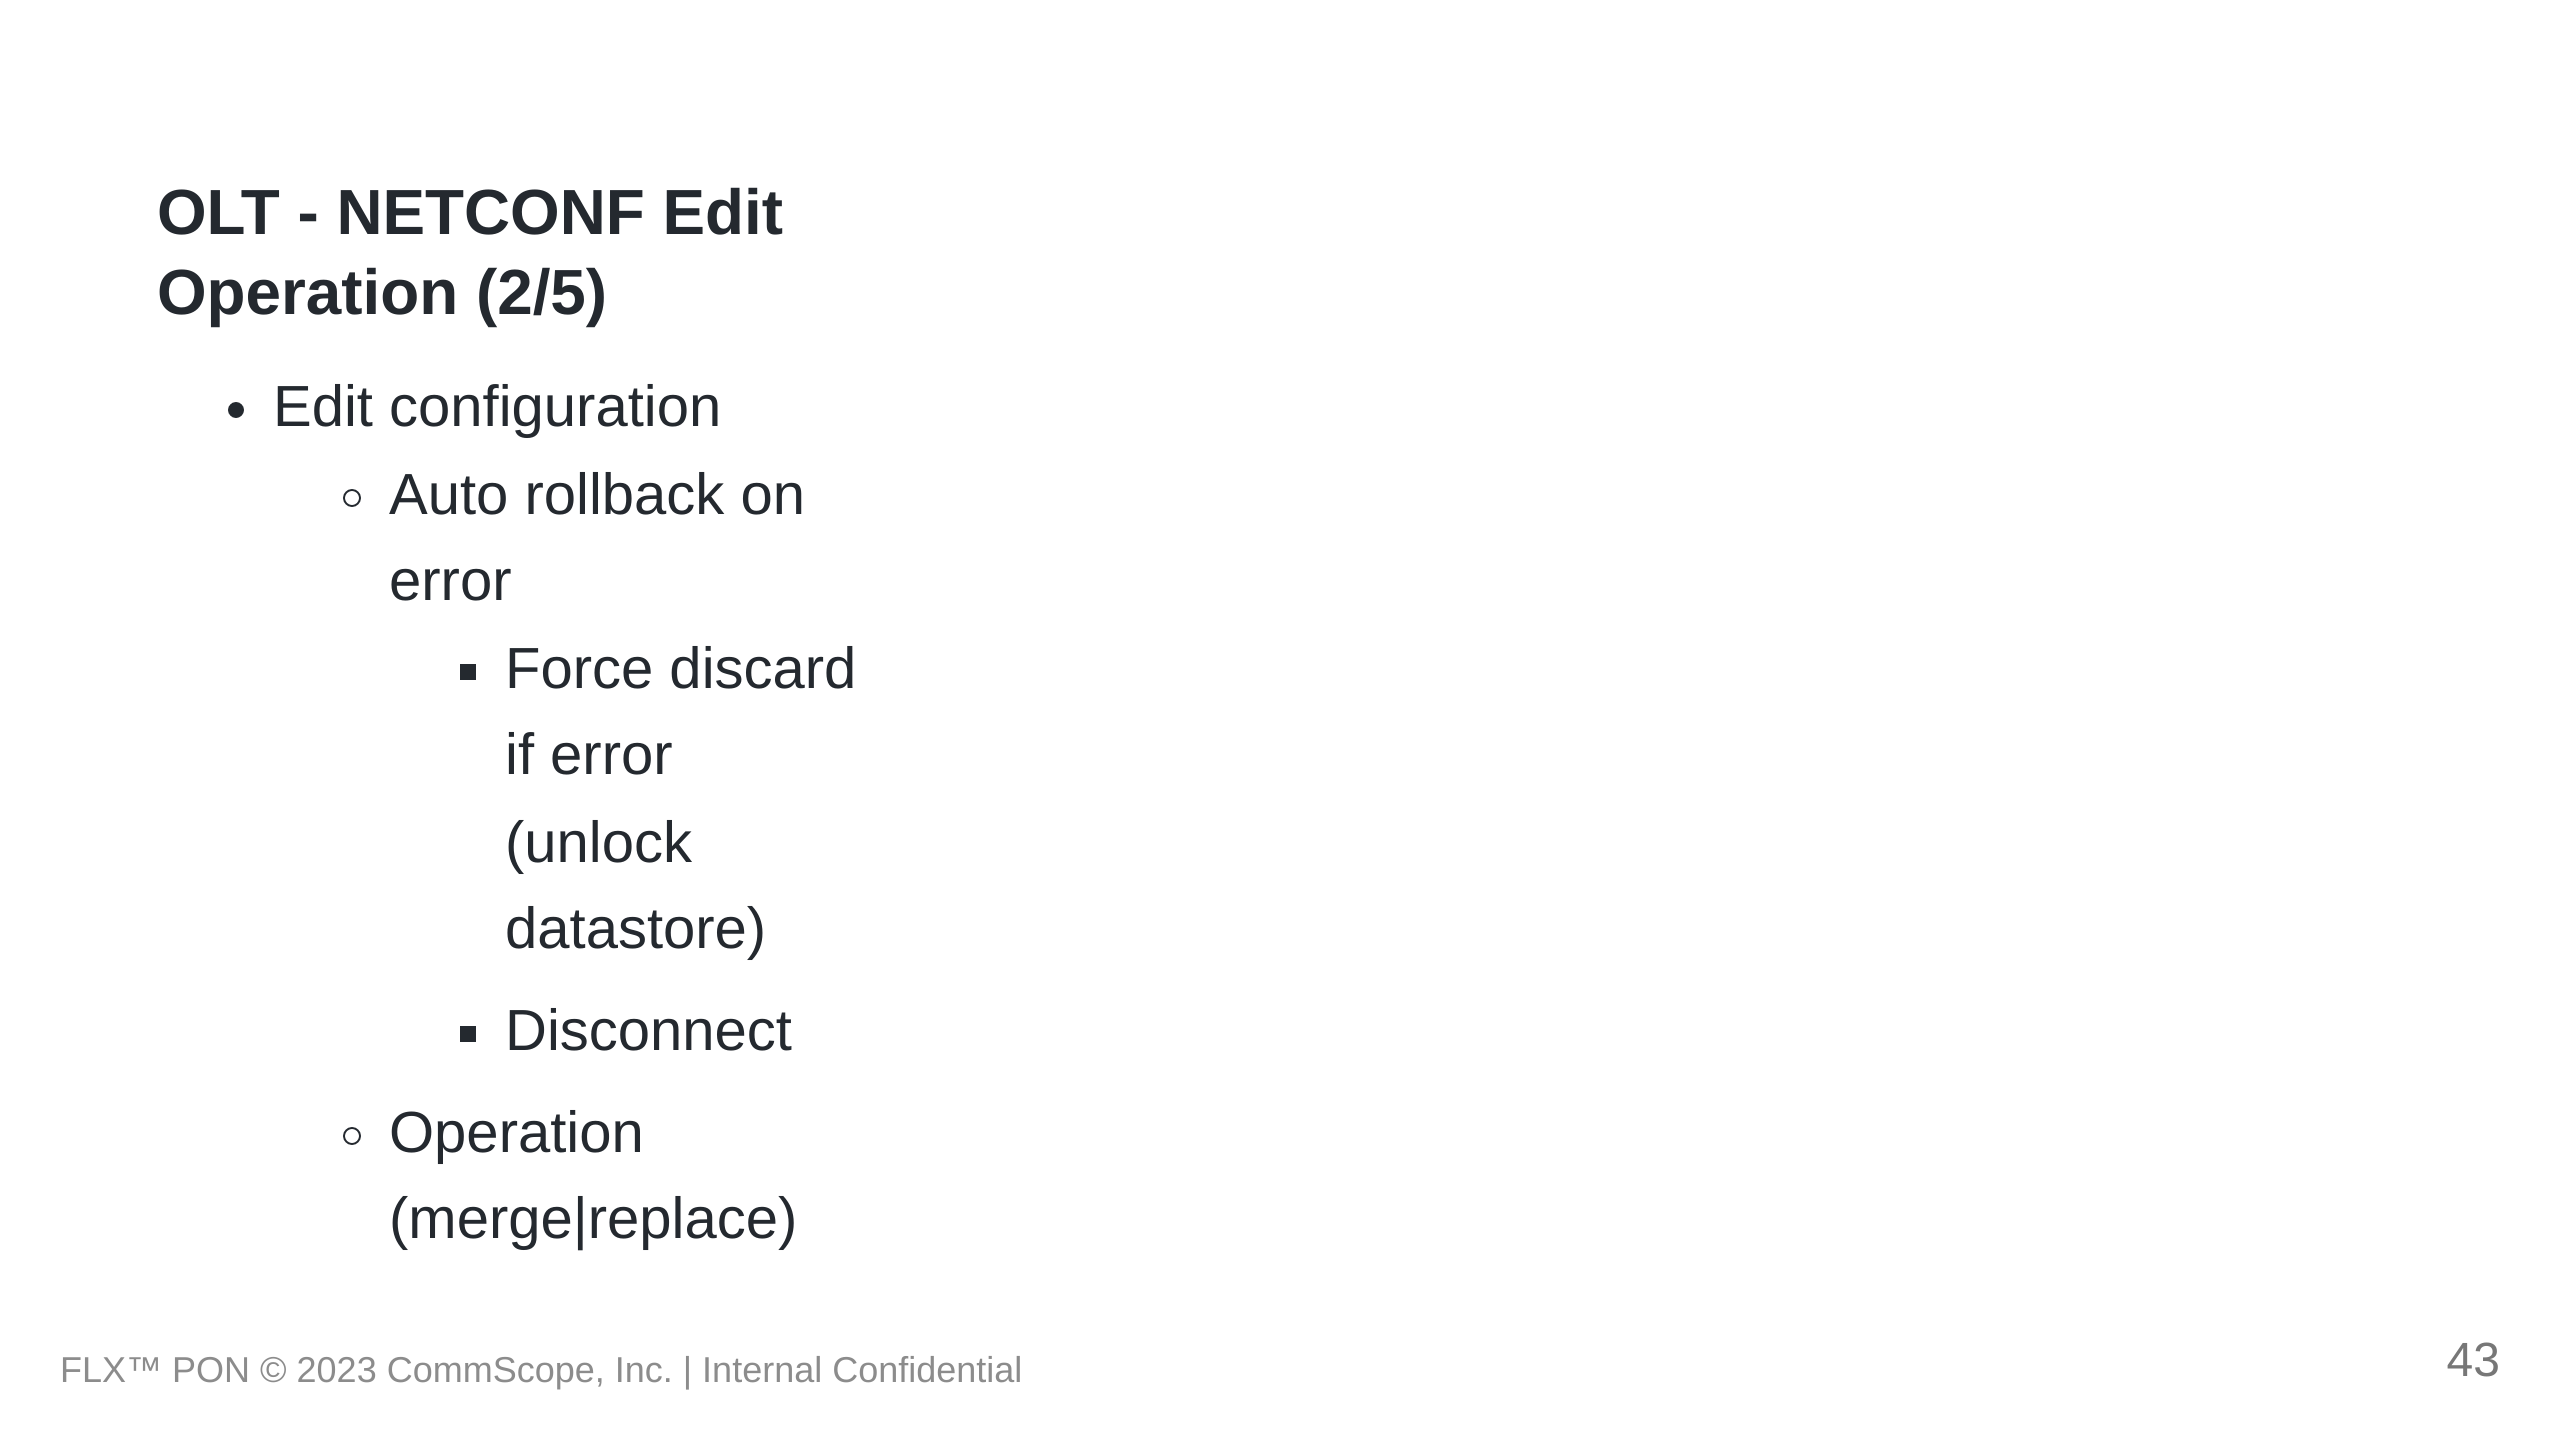 OLT - NETCONF Edit
Operation (2/5)
• Edit configuration
◦ Auto rollback on
error
▪ Force discard
if error
(unlock
datastore)
▪ Disconnect
◦ Operation
(merge|replace)
FLX™ PON © 2023 CommScope, Inc. | Internal Confidential
43